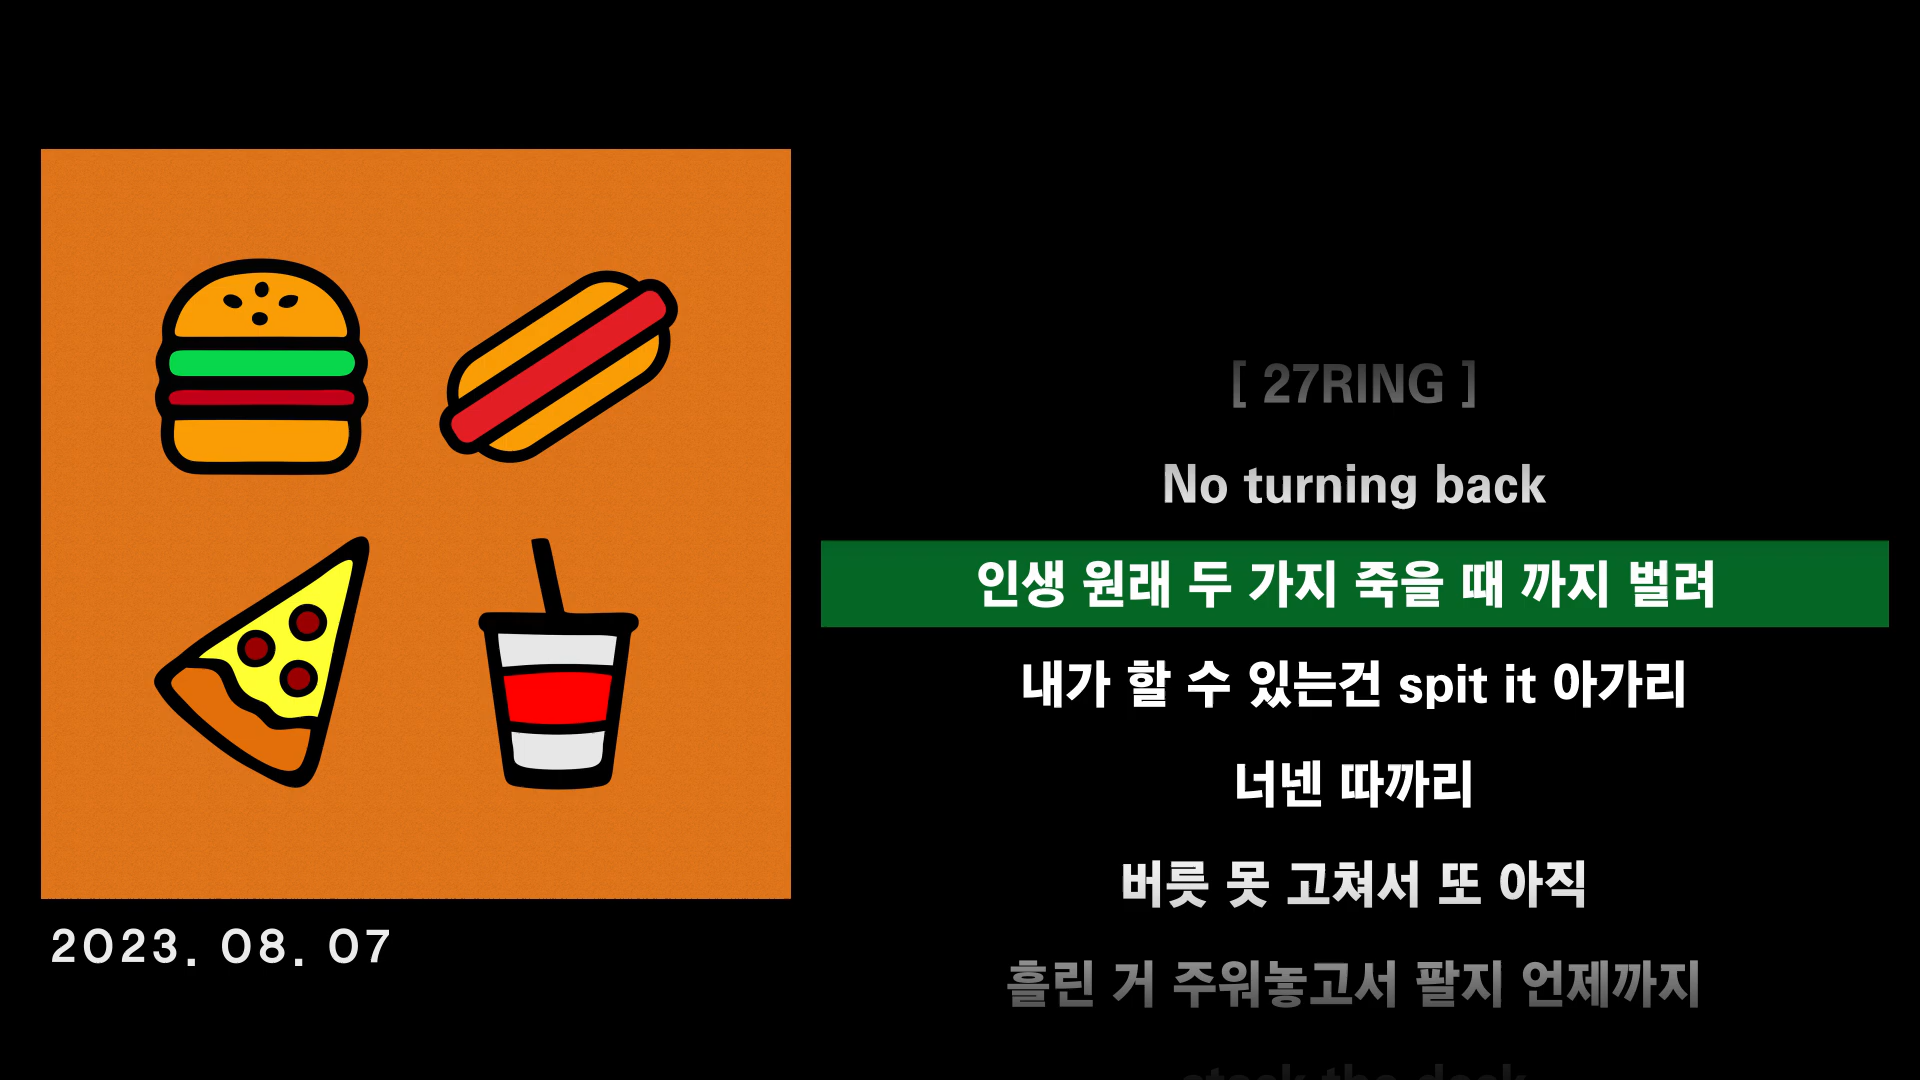 [ 27RING ]
No turning back
인생 원래 두 가지 죽을 때 까지 벌려
내가 할 수 있는건 spit it 아가리
너넨 따까리
버릇 못 고쳐서 또 아직
흘린 거 주워놓고서 팔지 언제까지
stack the deck
2023. 08. 07